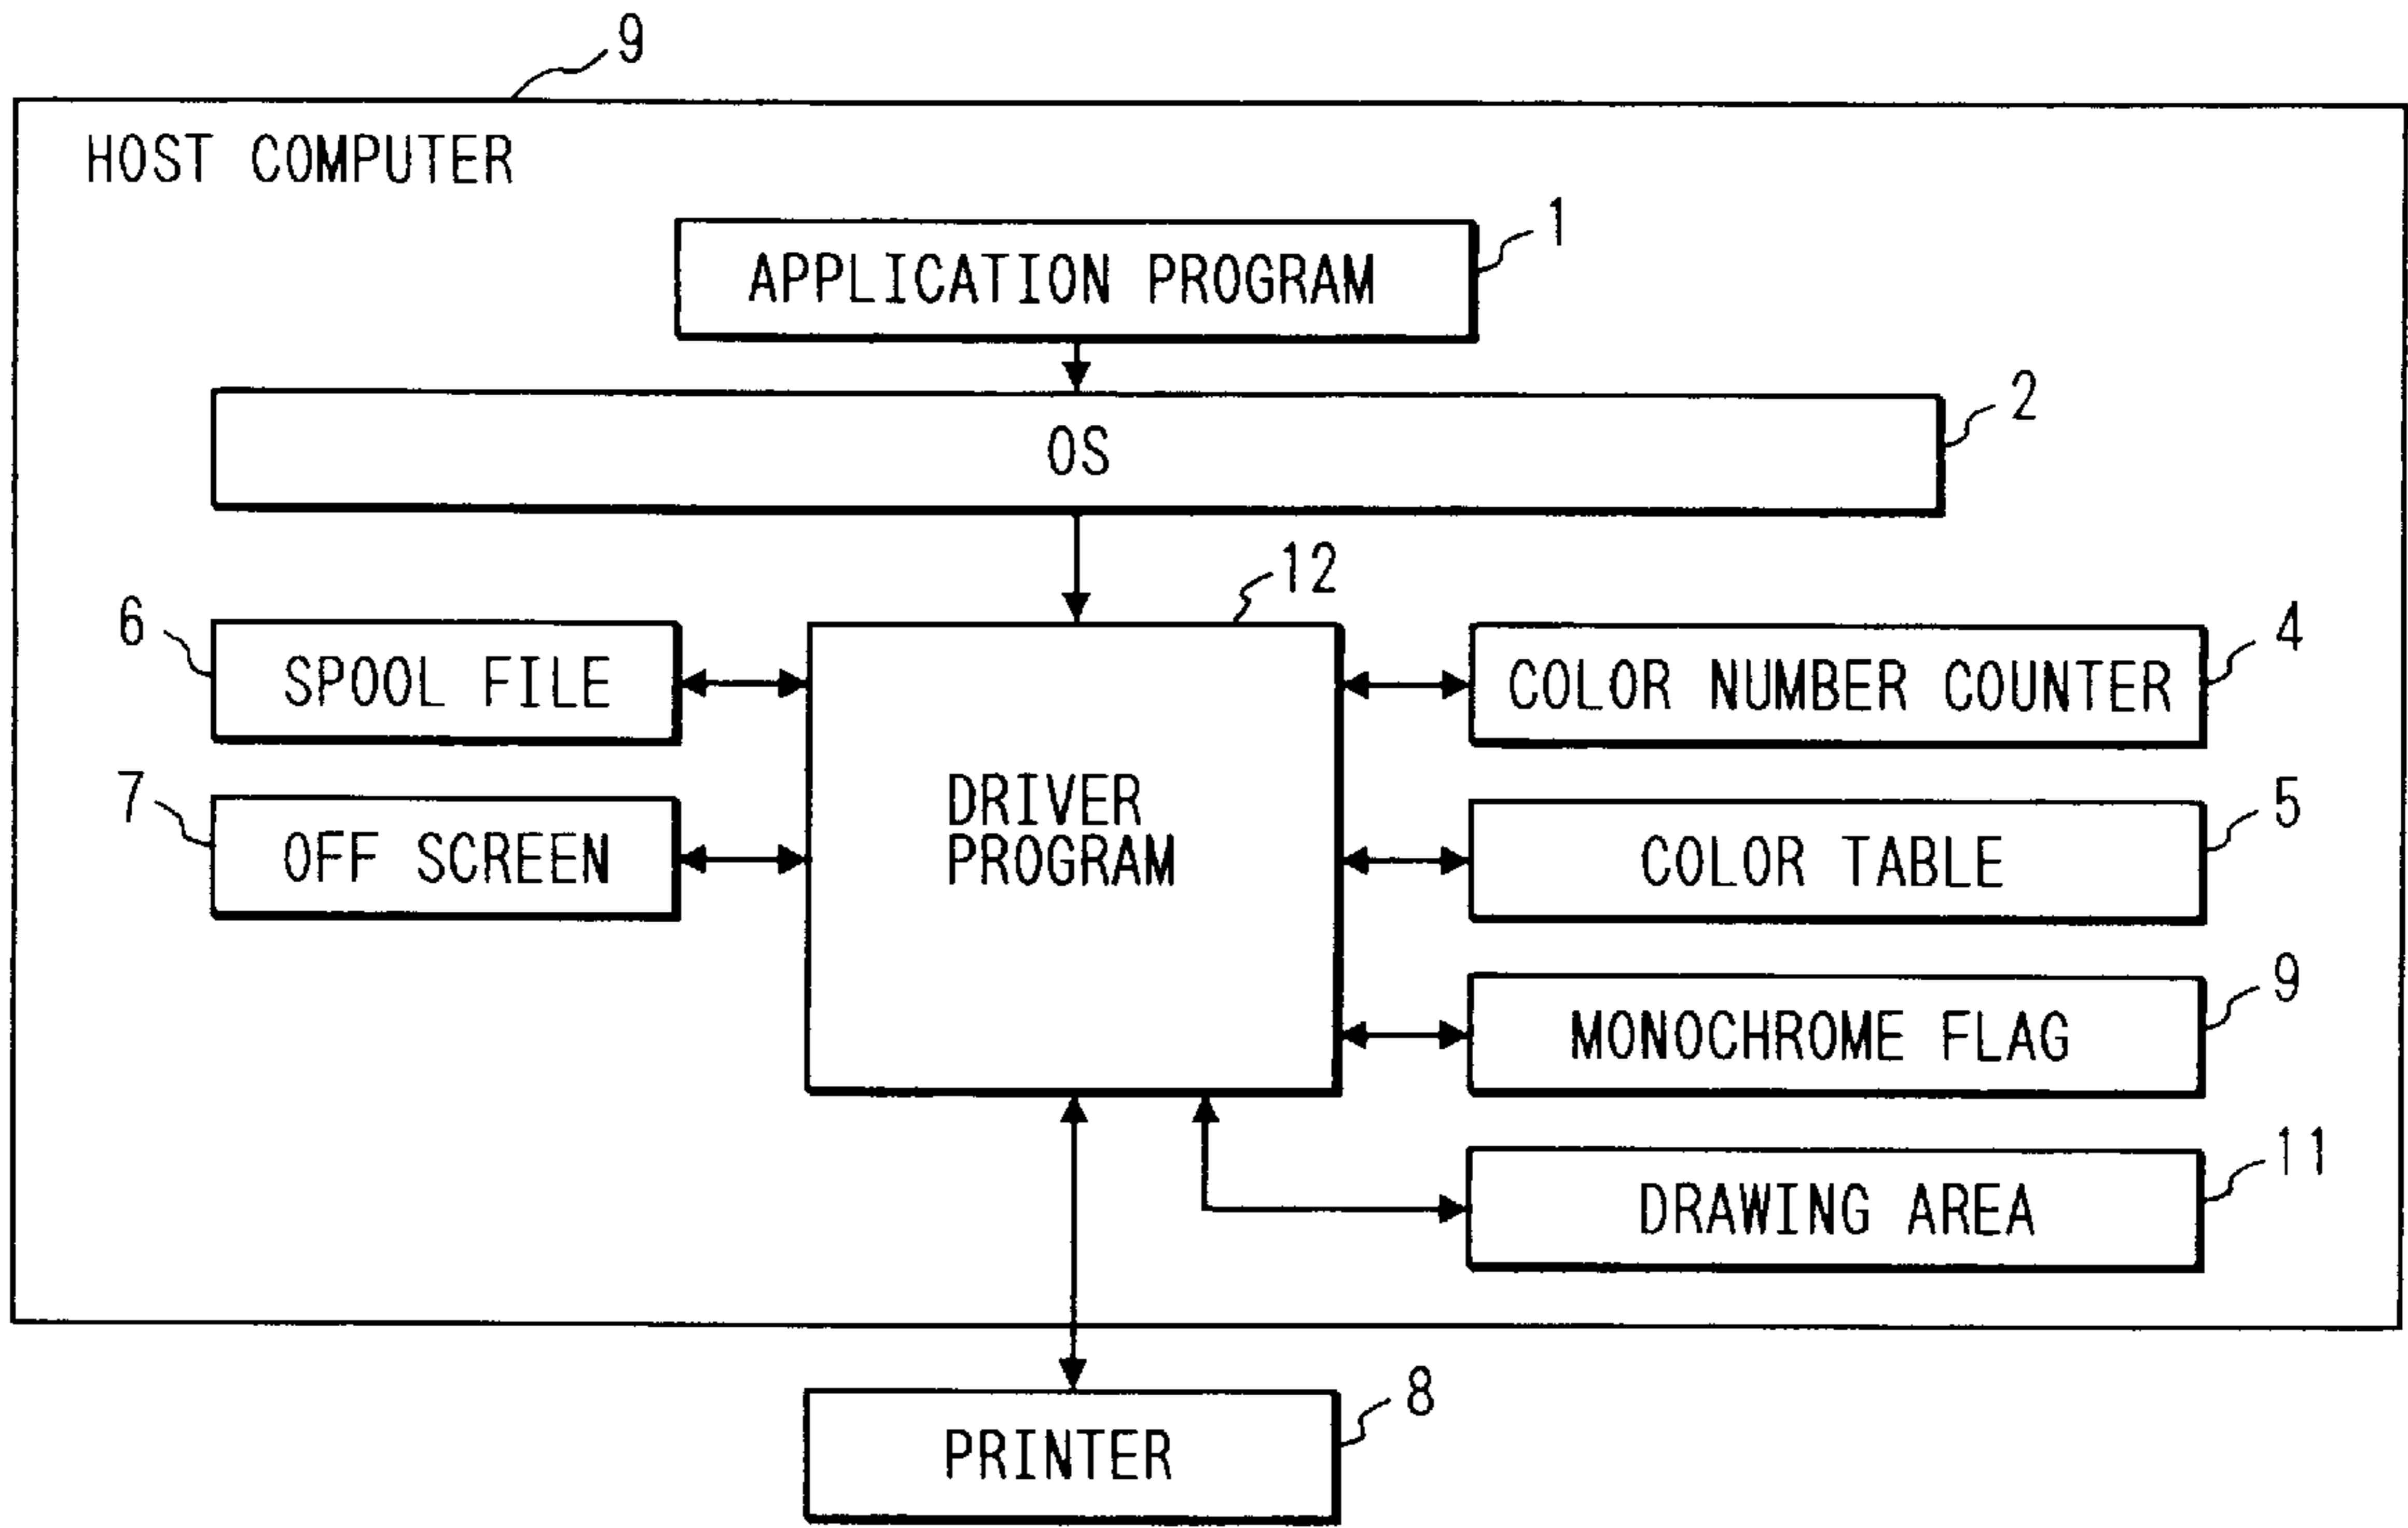 9
HOST COMPUTER
1
APPLICATION PROGRAM
2
OS
12
6
SPOOL FILE
4
COLOR NUMBER COUNTER
7
OFF SCREEN
DRIVER
PROGRAM
5
COLOR TABLE
9
MONOCHROME FLAG
11
DRAWING AREA
8
PRINTER